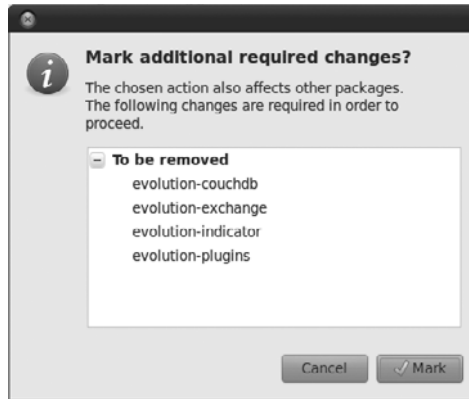 Mark additional required changes?
The chosen action also affects other packages.
The following changes are required in order to
proceed.
To be removed
evolution-couchdb
evolution-exchange
evolution-indicator
evolution-plugins
Cancel
Mark